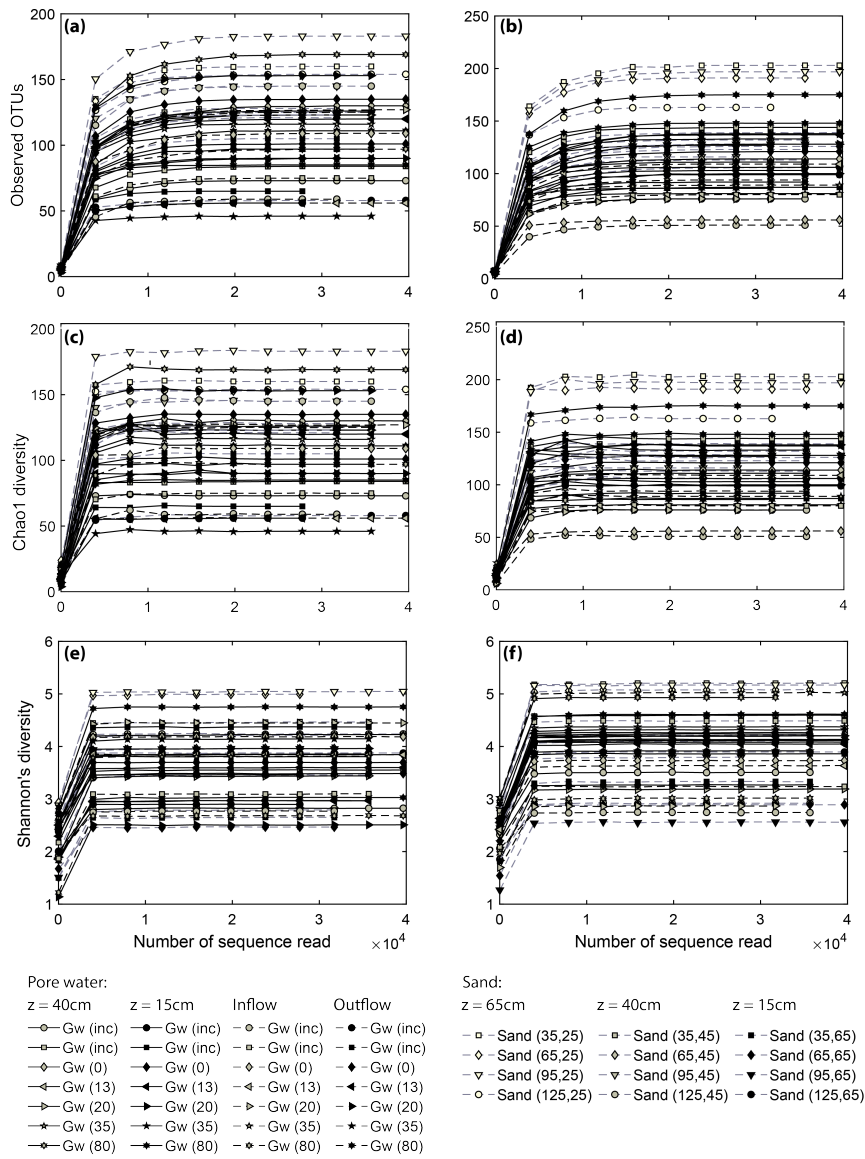 (a)
200
150
100
50
0
Observed OTUs
0 1 2 3 4
(b)
250
200
150
100
50
0
0 1 2 3 4
(c)
200
150
100
50
0
Chao1 diversity
0 1 2 3 4
(d)
250
200
150
100
50
0
0 1 2 3 4
(e)
6
5
4
3
2
1
Shannon's diversity
0 1 2 3 4
Number of sequence read ×10⁴
(f)
6
5
4
3
2
1
0 1 2 3 4
Number of sequence read ×10⁴
Pore water:
z = 40cm z = 15cm Inflow Outflow
Gw (inc) Gw (inc) Gw (inc) Gw (inc)
Gw (inc) Gw (inc) Gw (inc) Gw (inc)
Gw (0) Gw (0) Gw (0) Gw (0)
Gw (13) Gw (13) Gw (13) Gw (13)
Gw (20) Gw (20) Gw (20) Gw (20)
Gw (35) Gw (35) Gw (35) Gw (35)
Gw (80) Gw (80) Gw (80) Gw (80)
Sand:
z = 65cm z = 40cm z = 15cm
Sand (35,25) Sand (35,45) Sand (35,65)
Sand (65,25) Sand (65,45) Sand (65,65)
Sand (95,25) Sand (95,45) Sand (95,65)
Sand (125,25) Sand (125,45) Sand (125,65)